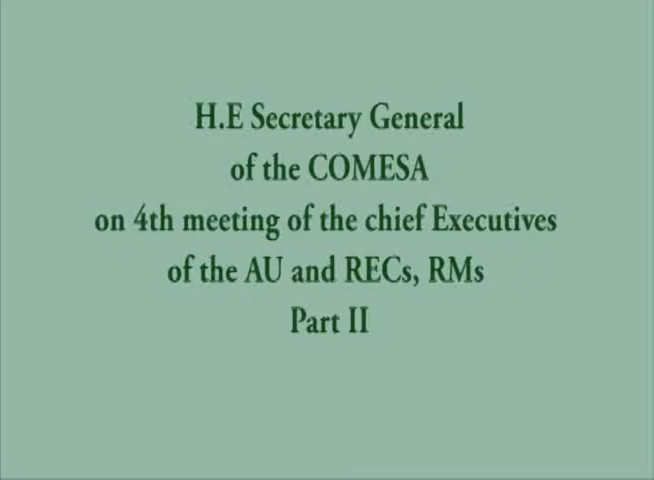 H.E Secretary General
of the COMESA
on 4th meeting of the chief Executives
of the AU and RECs, RMs
Part II